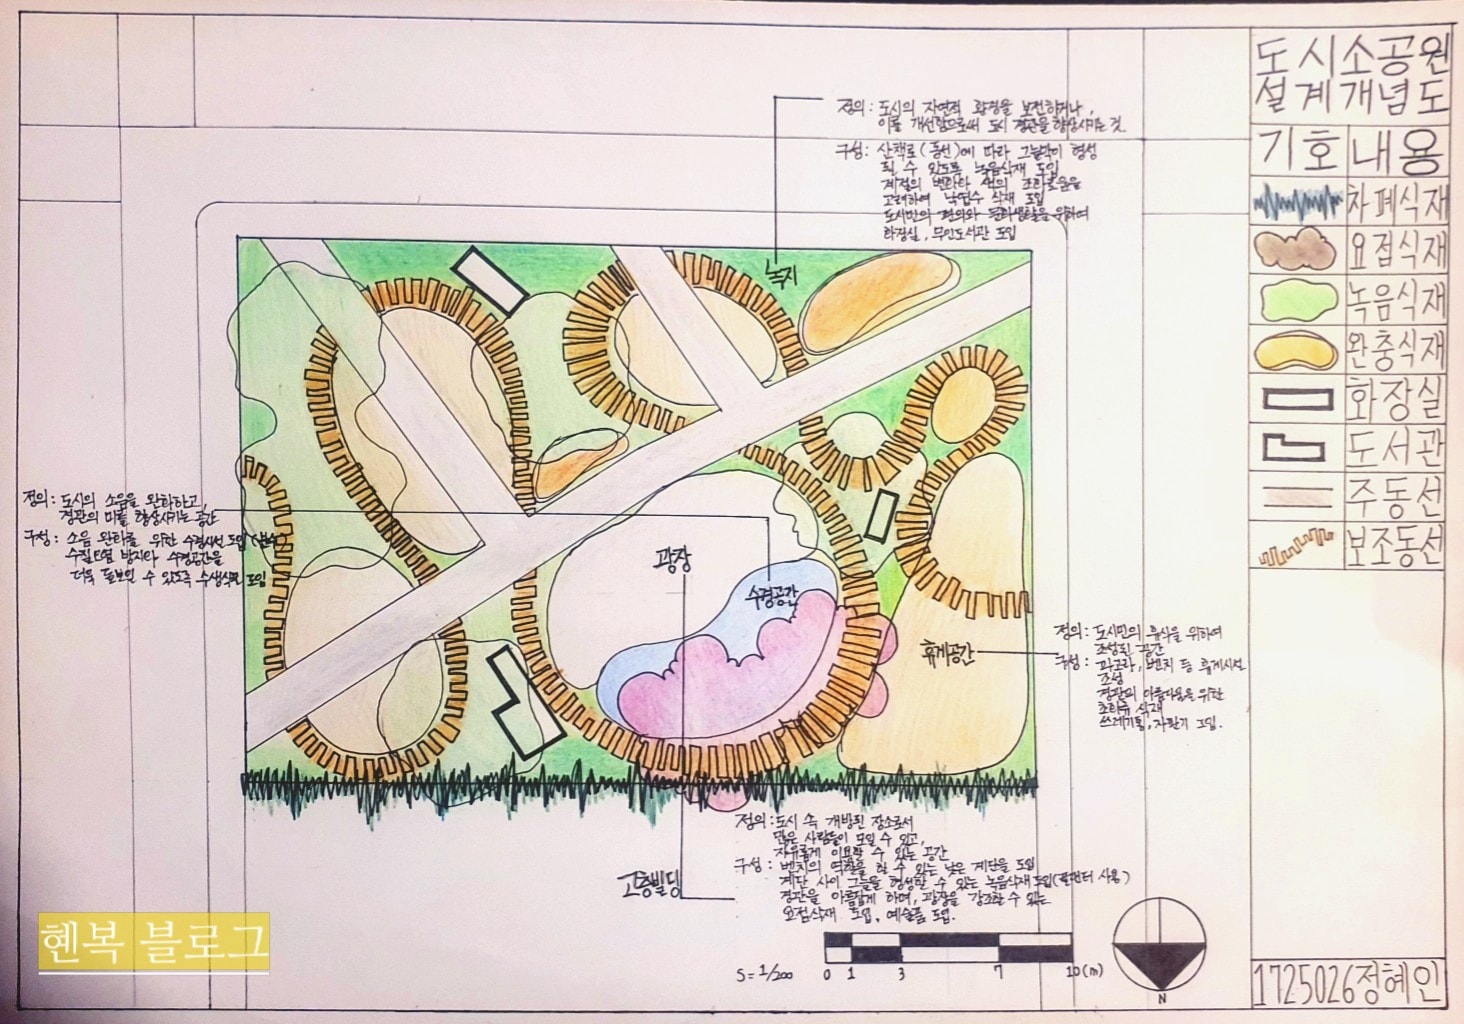 도시소공원
설계개념도
기호 내용
차폐식재
요점식재
녹음식재
완충식재
화장실
도서관
주동선
보조동선
정의: 도시의 자연적 환경을 보전하거나,
이를 개선함으로써 도시 경관을 향상시키는 것.
구성: 산책로(동선)에 따라 그늘막이 형성
될 수 있도록 녹음식재 도입
계절의 변화와 색의 조화로움을
고려하여 낙엽수 식재 도입
도시민의 편의와 문화생활을 위하여
화장실, 무인도서관 도입
녹지
정의: 도시의 소음을 완화하고,
경관의 미를 향상시키는 공간
구성: 소음 완화를 위한 수경시설 도입(분수)
수질오염 방지와 수경공간을
더욱 돋보일 수 있도록 수생식재 도입
광장
수경공간
휴게공간
정의: 도시민의 휴식을 위하여
조성된 공간
구성: 파고라, 벤치 등 휴게시설
조성
경관의 아름다움을 위한
초화류 식재
쓰레기통, 자판기 도입.
정의: 도시 속 개방된 장소로서
많은 사람들이 모일 수 있고,
자유롭게 이용할 수 있는 공간
구성: 벤치의 역할을 할 수 있는 낮은 계단을 도입
계단 사이 그늘을 형성할 수 있는 녹음식재 도입(플랜터 사용)
경관을 아름답게 하며, 광장을 강조할 수 있는
요점식재 도입, 예술품 도입.
고층빌딩
S=1/200 0 1 3 7 10(m)
N
1725026정혜인
헨복 블로그